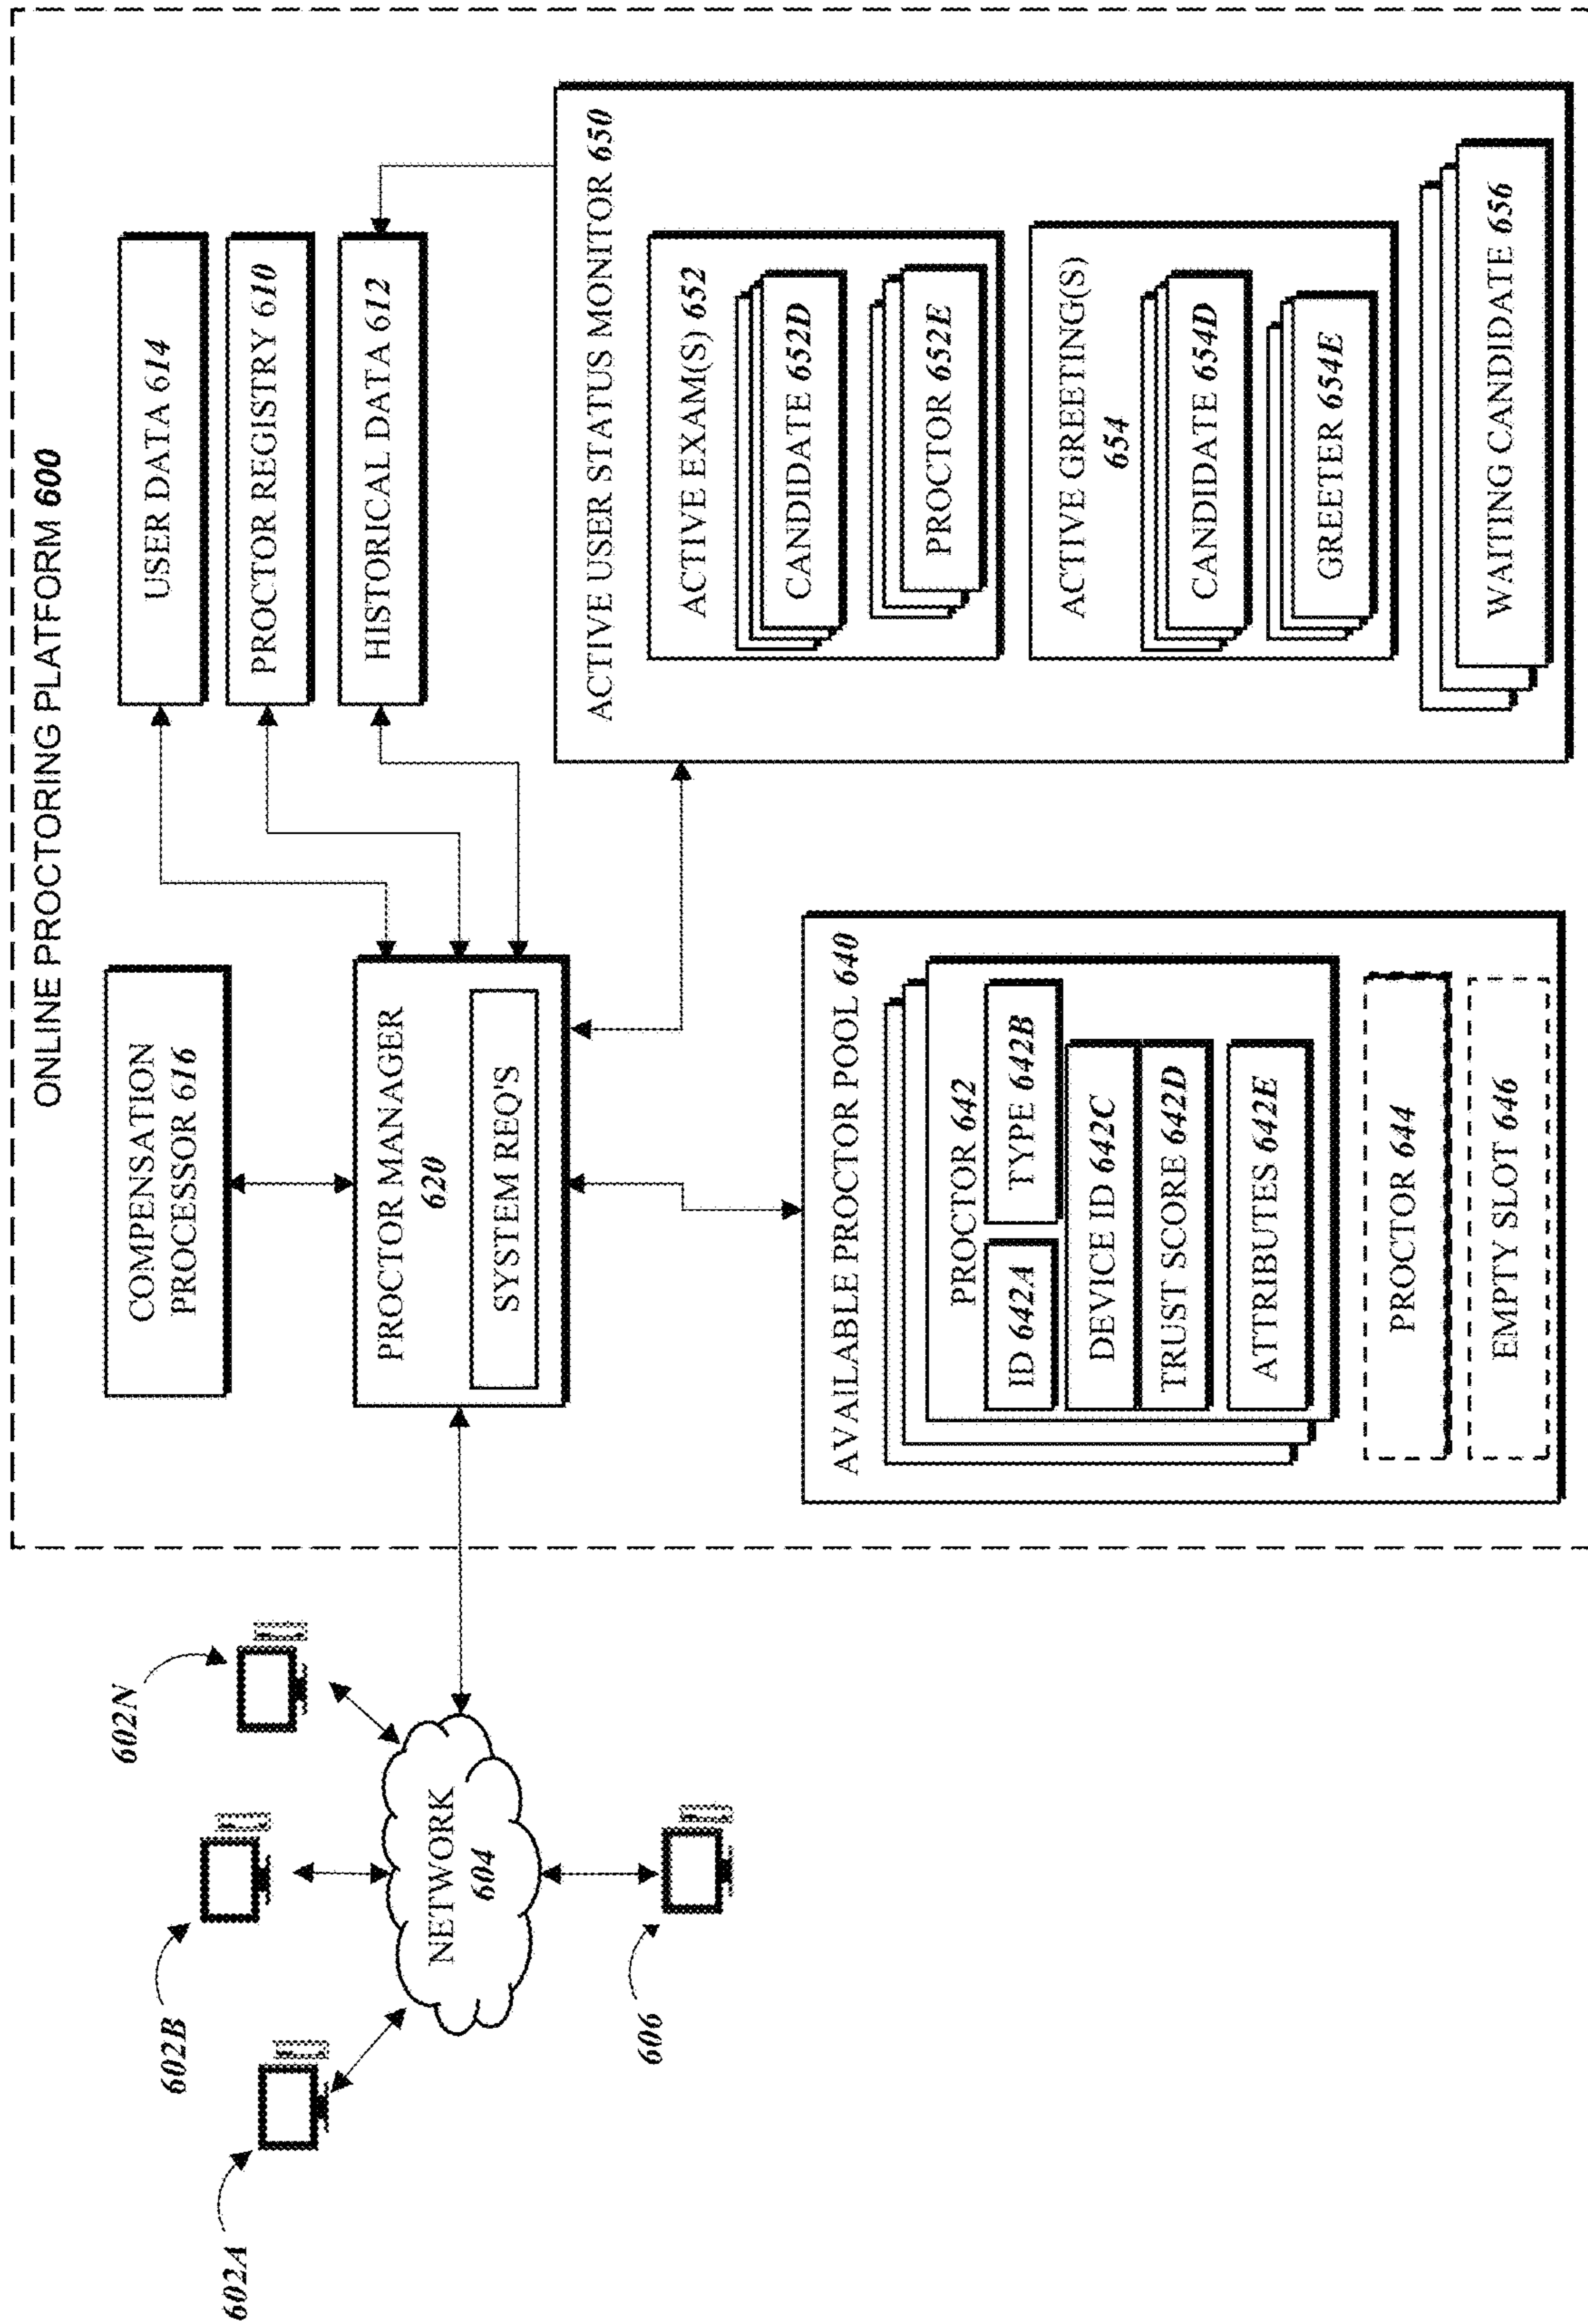 ONLINE PROCTORING PLATFORM 600
602A
602B
602N
NETWORK
604
606
COMPENSATION
PROCESSOR 616
PROCTOR MANAGER
620
SYSTEM REQ'S
USER DATA 614
PROCTOR REGISTRY 610
HISTORICAL DATA 612
AVAILABLE PROCTOR POOL 640
PROCTOR 642
ID 642A
TYPE 642B
DEVICE ID 642C
TRUST SCORE 642D
ATTRIBUTES 642E
PROCTOR 644
EMPTY SLOT 646
ACTIVE USER STATUS MONITOR 650
ACTIVE EXAM(S) 652
CANDIDATE 652D
PROCTOR 652E
ACTIVE GREETING(S)
654
CANDIDATE 654D
GREETER 654E
WAITING CANDIDATE 656